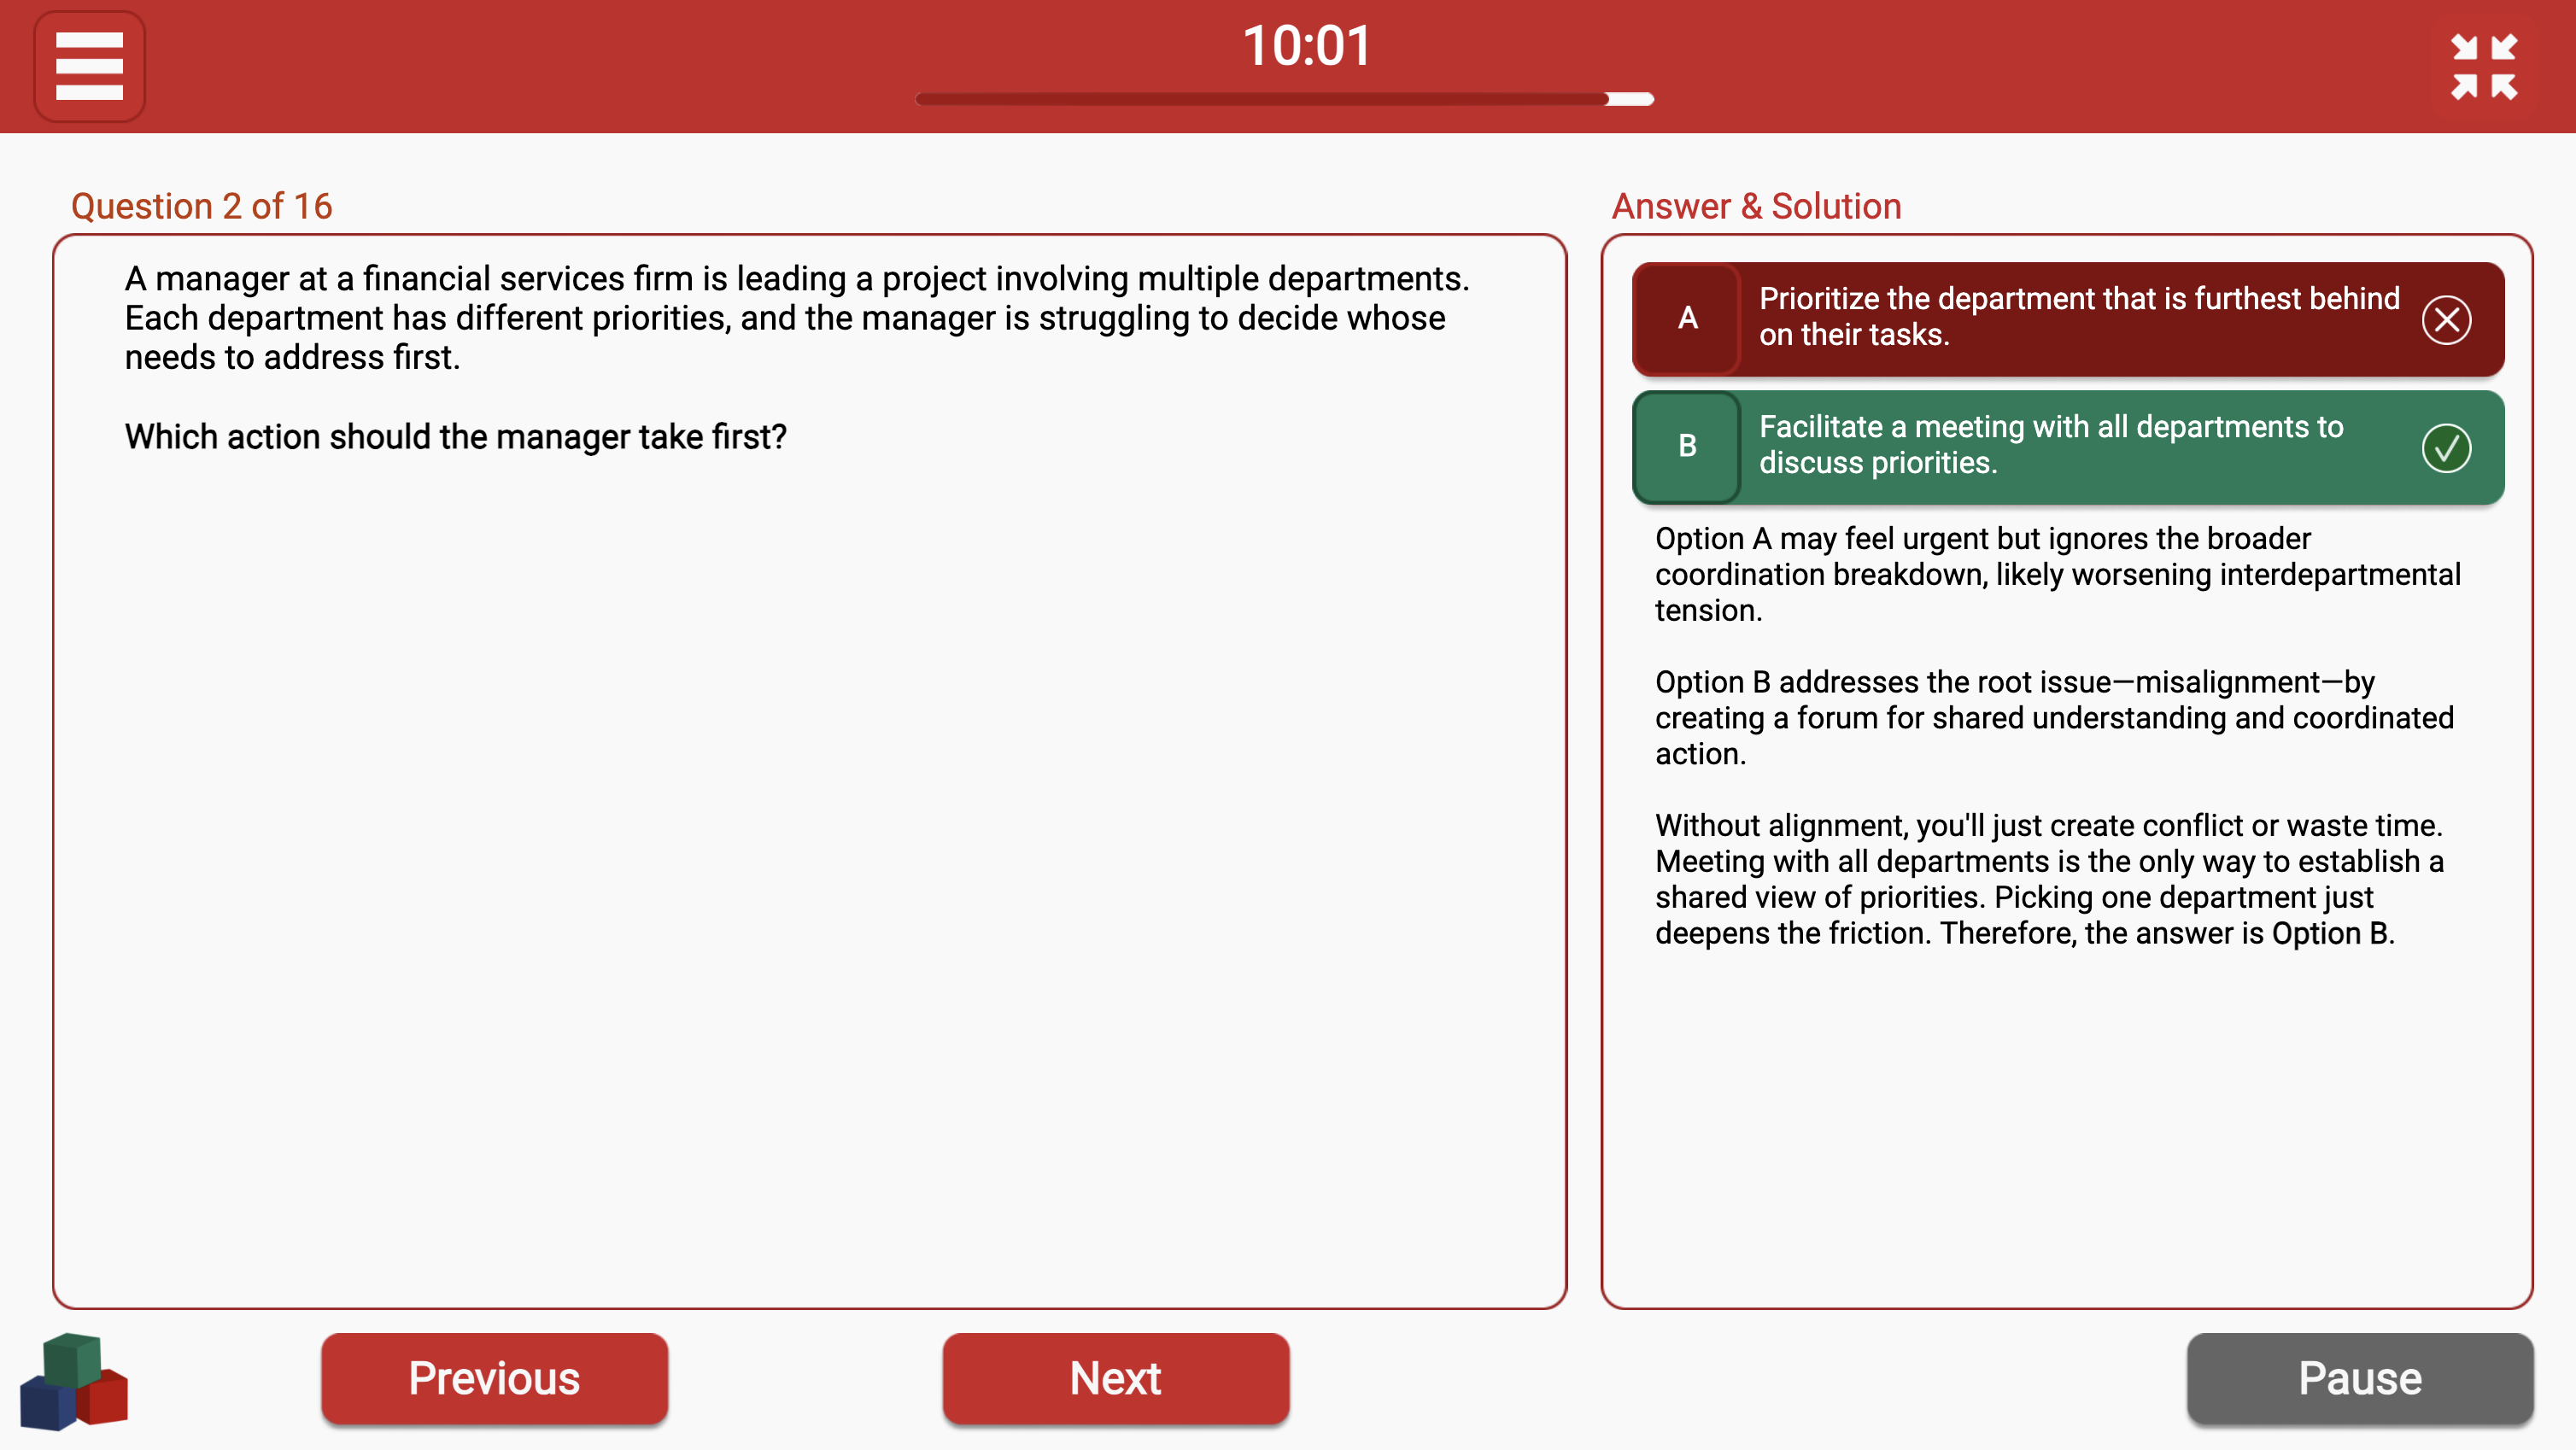 10:01
Question 2 of 16
A manager at a financial services firm is leading a project involving multiple departments.
Each department has different priorities, and the manager is struggling to decide whose
needs to address first.
Which action should the manager take first?
Answer & Solution
A
Prioritize the department that is furthest behind
on their tasks.
B
Facilitate a meeting with all departments to
discuss priorities.
Option A may feel urgent but ignores the broader
coordination breakdown, likely worsening interdepartmental
tension.
Option B addresses the root issue—misalignment—by
creating a forum for shared understanding and coordinated
action.
Without alignment, you'll just create conflict or waste time.
Meeting with all departments is the only way to establish a
shared view of priorities. Picking one department just
deepens the friction. Therefore, the answer is Option B.
Previous
Next
Pause